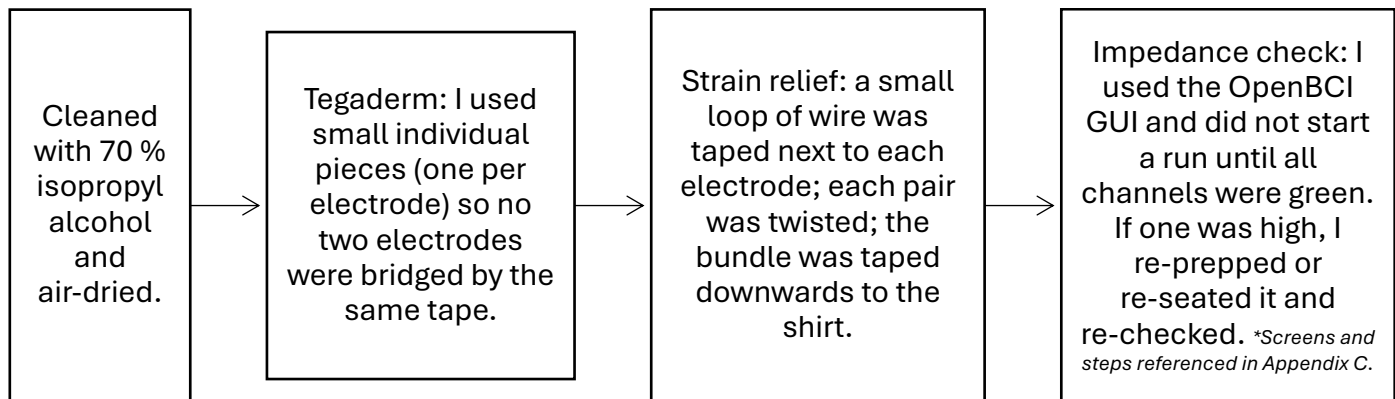 Cleaned
with 70 %
isopropyl
alcohol
and
air-dried.
Tegaderm: I used
small individual
pieces (one per
electrode) so no
two electrodes
were bridged by the
same tape.
Strain relief: a small
loop of wire was
taped next to each
electrode; each pair
was twisted; the
bundle was taped
downwards to the
shirt.
Impedance check: I
used the OpenBCI
GUI and did not start
a run until all
channels were green.
If one was high, I
re-prepped or
re-seated it and
re-checked. *Screens and
steps referenced in Appendix C.